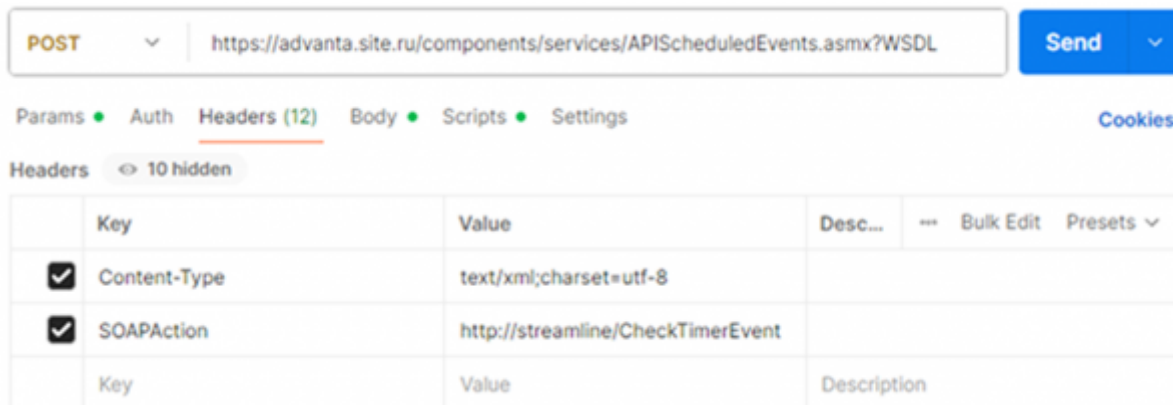 POST https://advanta.site.ru/components/services/APIScheduledEvents.asmx?WSDL Send
Params Auth Headers (12) Body Scripts Settings Cookies
Headers 10 hidden
Key Value Desc... ... Bulk Edit Presets
Content-Type text/xml;charset=utf-8
SOAPAction http://streamline/CheckTimerEvent
Key Value Description